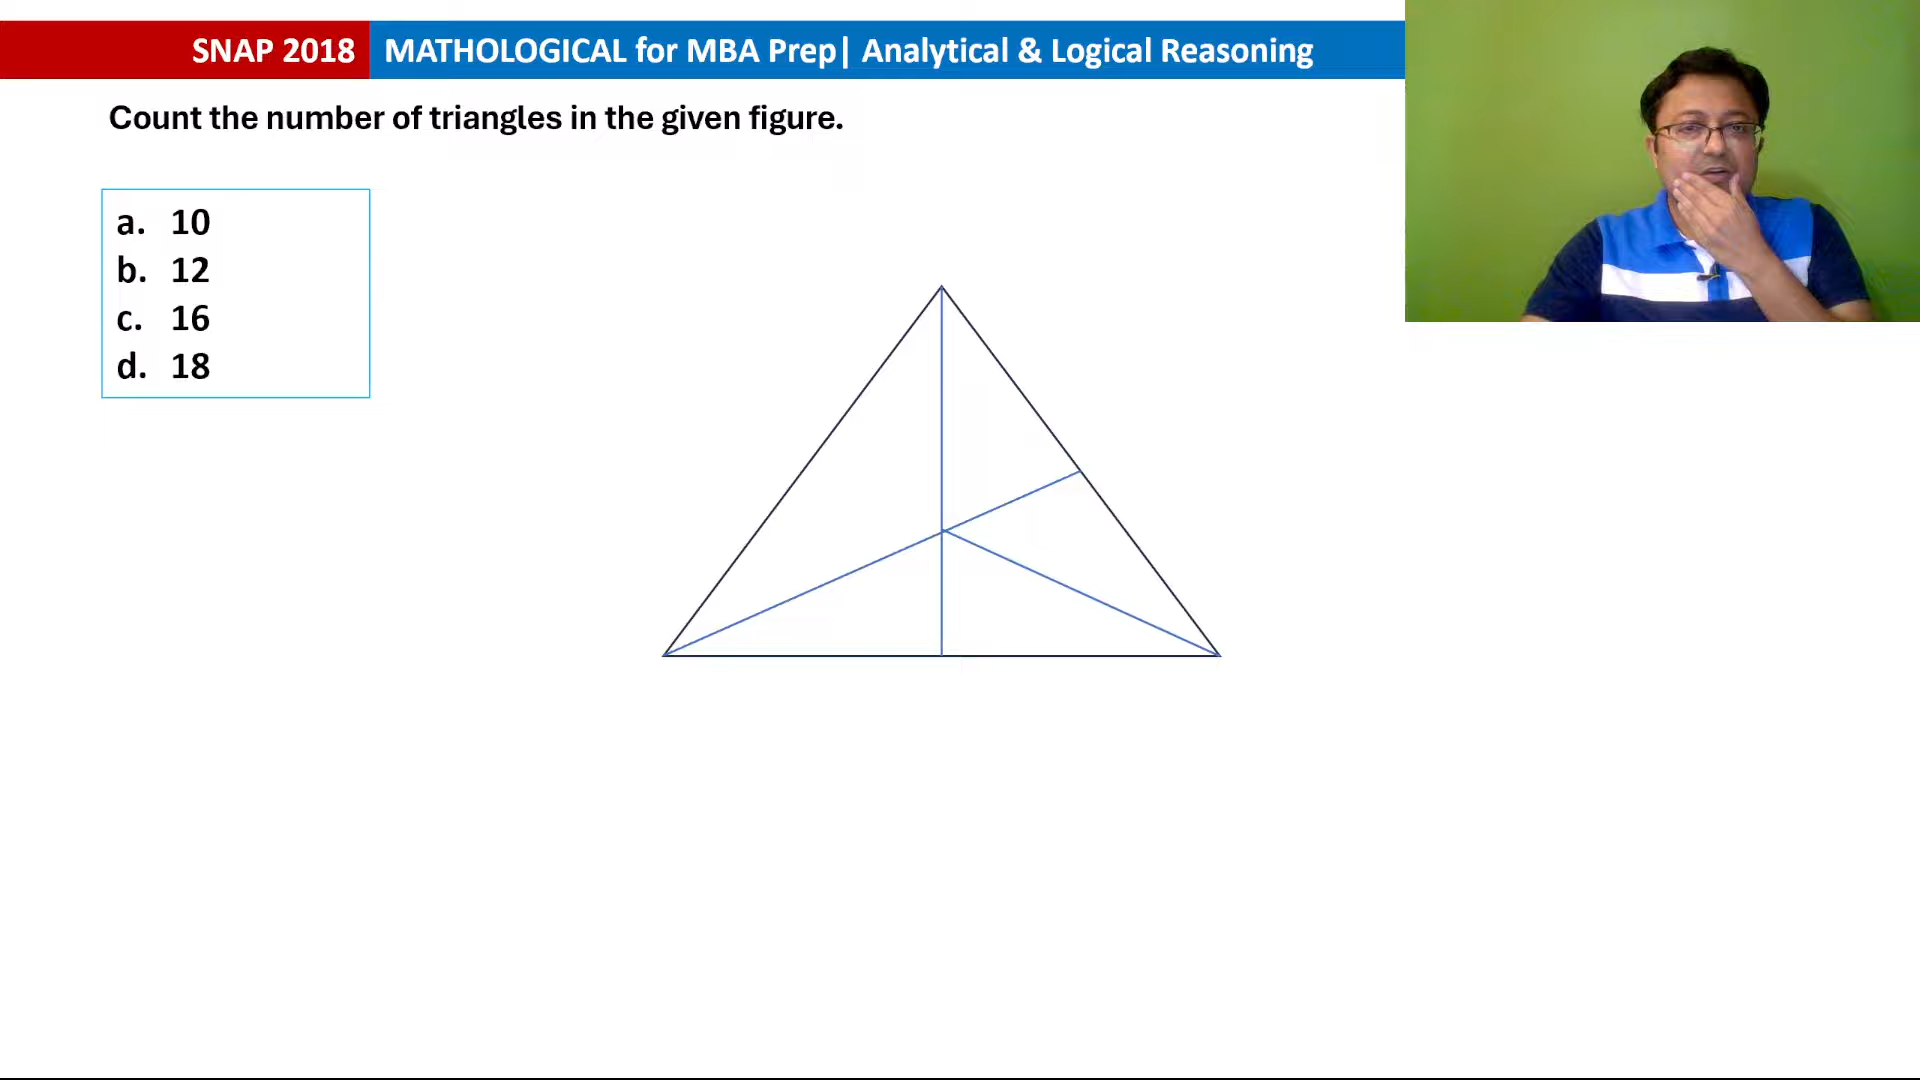 SNAP 2018 MATHOLOGICAL for MBA Prep| Analytical & Logical Reasoning
Count the number of triangles in the given figure.
a. 10
b. 12
c. 16
d. 18